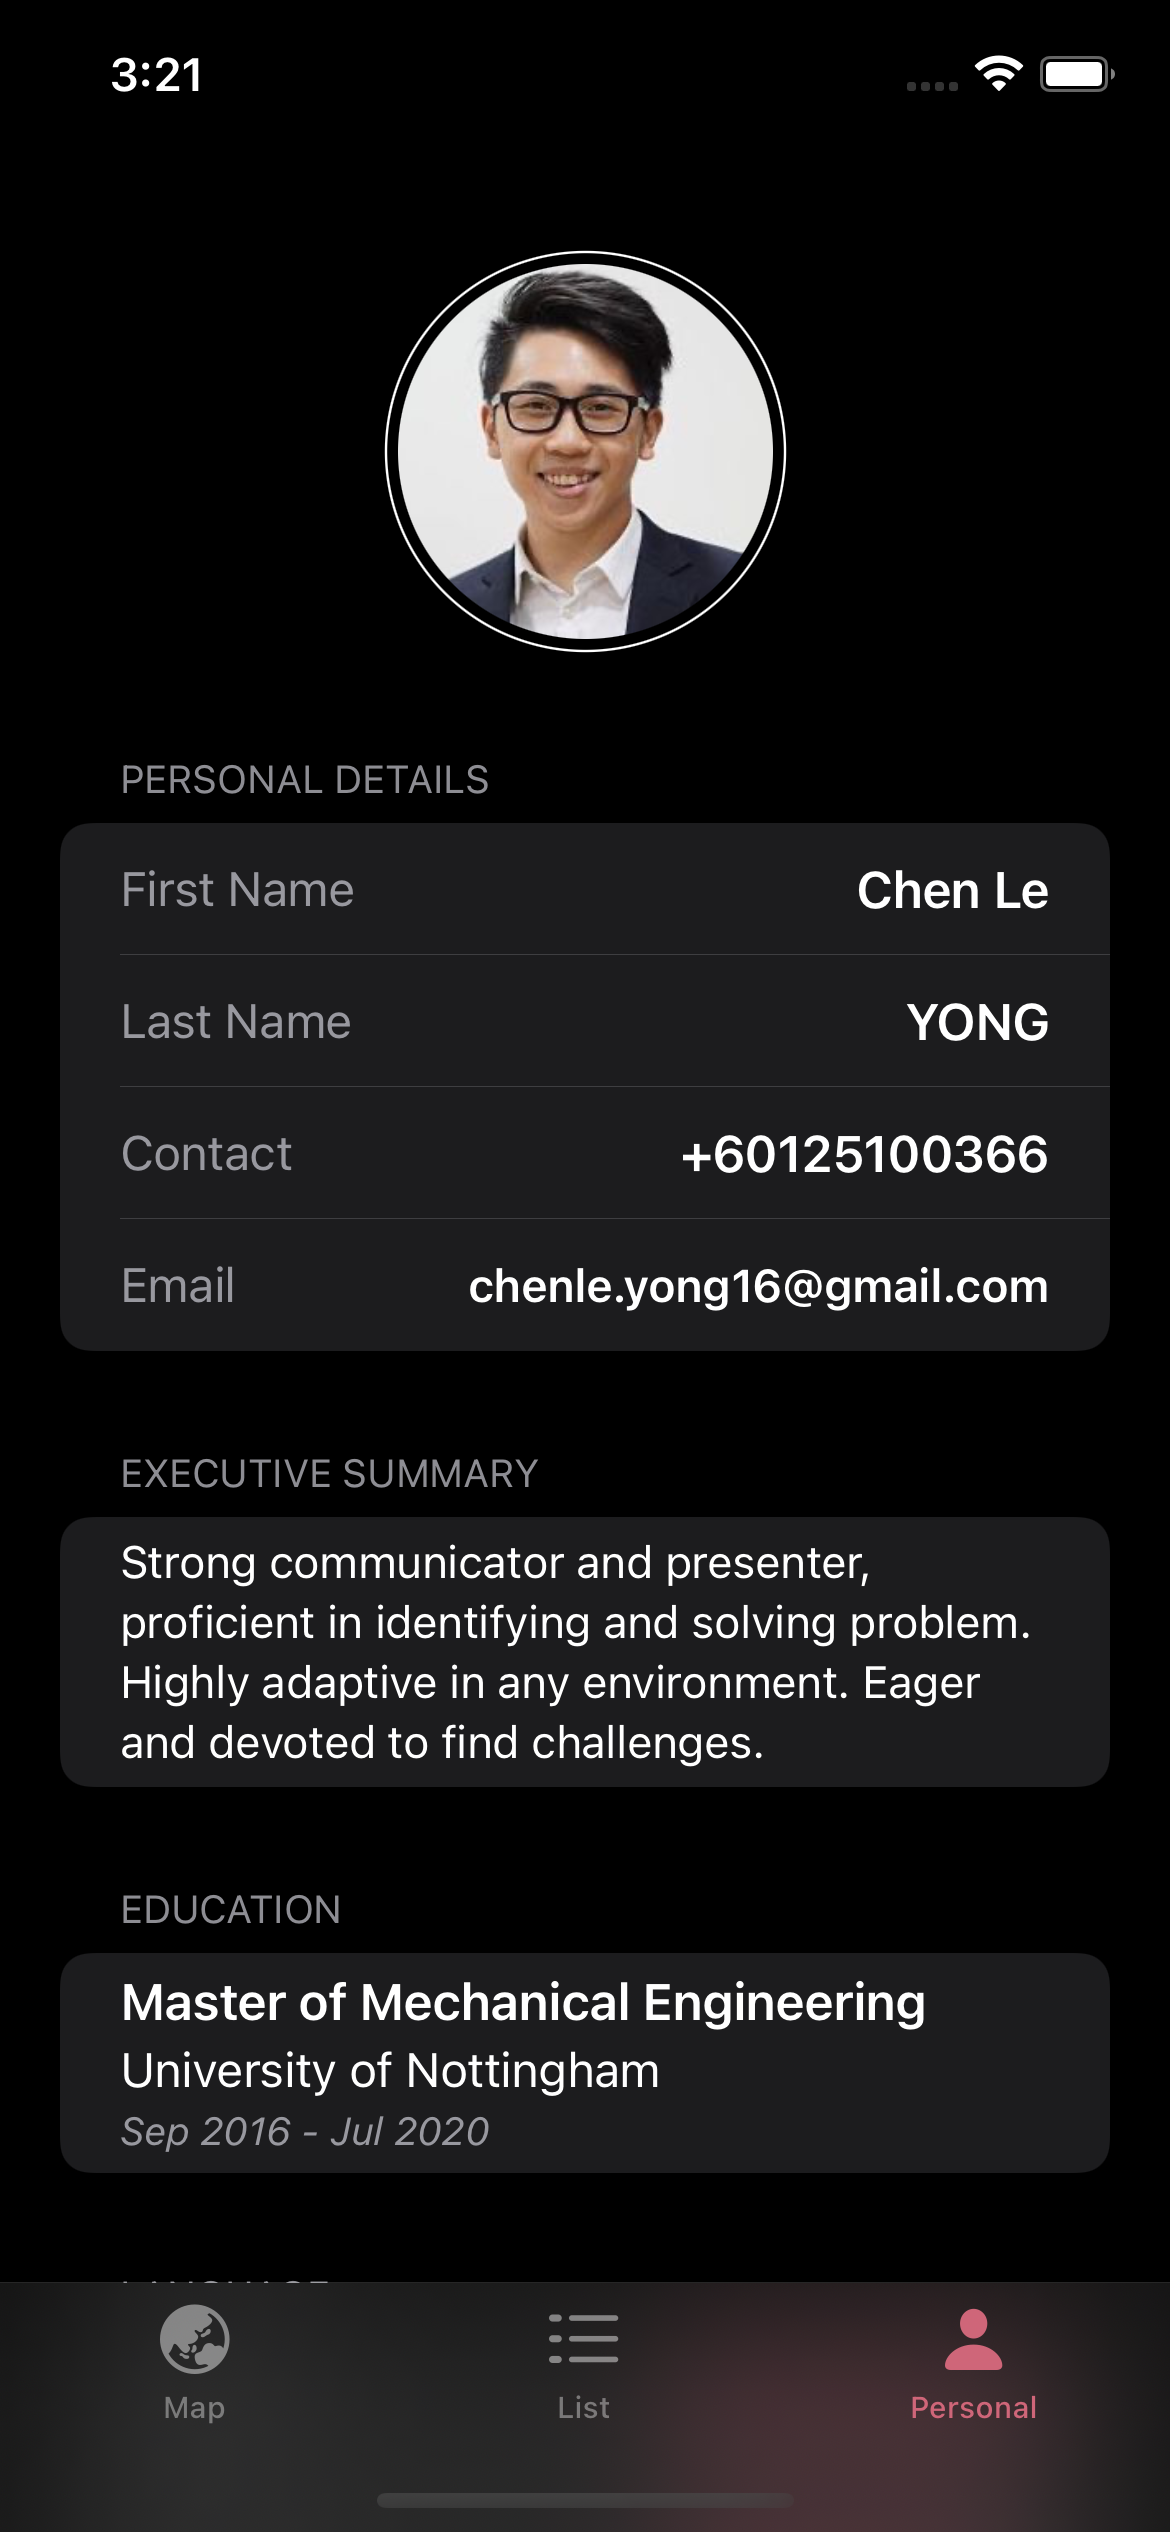 3:21
PERSONAL DETAILS
First Name Chen Le
Last Name YONG
Contact +60125100366
Email chenle.yong16@gmail.com
EXECUTIVE SUMMARY
Strong communicator and presenter,
proficient in identifying and solving problem.
Highly adaptive in any environment. Eager
and devoted to find challenges.
EDUCATION
Master of Mechanical Engineering
University of Nottingham
Sep 2016 - Jul 2020
LANGUAGE
Map List Personal